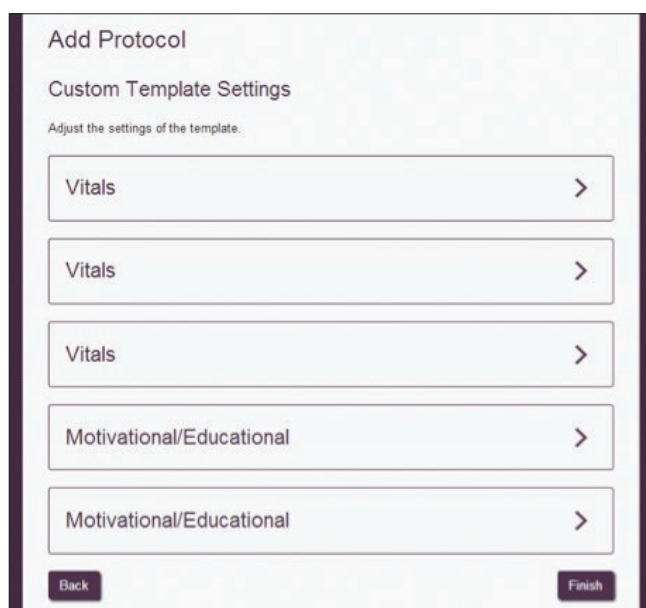 Add Protocol
Custom Template Settings
Adjust the settings of the template.
Vitals
Vitals
Vitals
Motivational/Educational
Motivational/Educational
Back Finish